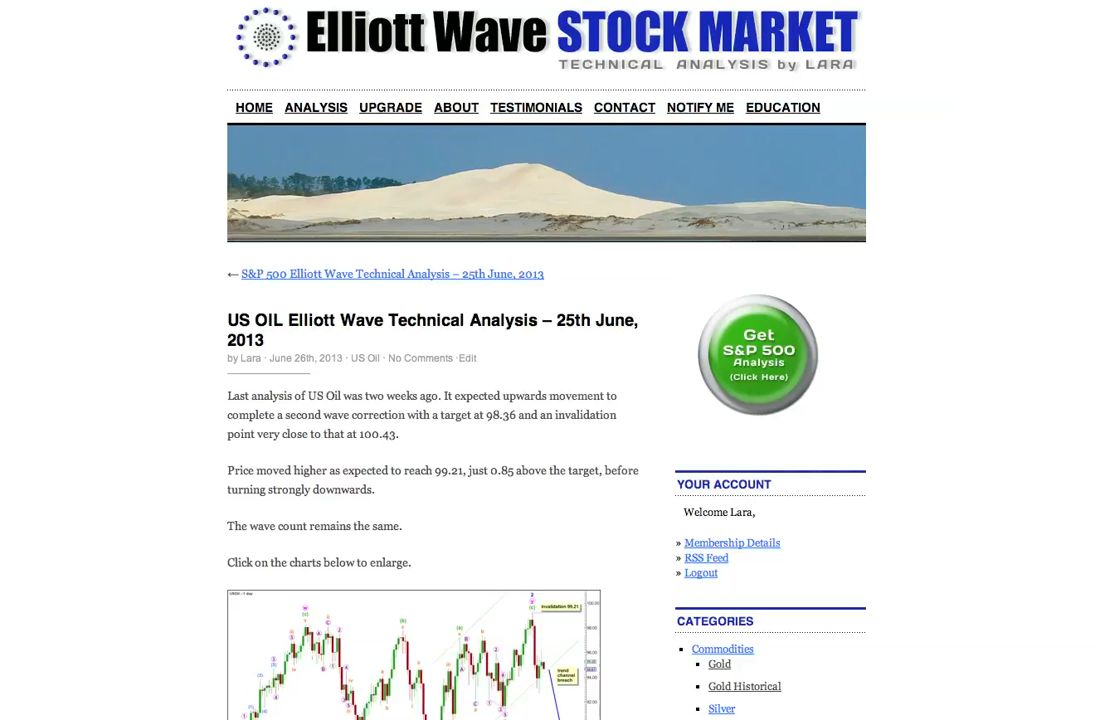 Elliott Wave STOCK MARKET
TECHNICAL ANALYSIS by LARA
HOME ANALYSIS UPGRADE ABOUT TESTIMONIALS CONTACT NOTIFY ME EDUCATION
← S&P 500 Elliott Wave Technical Analysis – 25th June, 2013
US OIL Elliott Wave Technical Analysis – 25th June,
2013
by Lara · June 26th, 2013 · US Oil · No Comments ·Edit
Last analysis of US Oil was two weeks ago. It expected upwards movement to
complete a second wave correction with a target at 98.36 and an invalidation
point very close to that at 100.43.
Price moved higher as expected to reach 99.21, just 0.85 above the target, before
turning strongly downwards.
The wave count remains the same.
Click on the charts below to enlarge.
invalidation 99.21
trend
channel
breach
Get
S&P 500
Analysis
(Click Here)
YOUR ACCOUNT
Welcome Lara,
» Membership Details
» RSS Feed
» Logout
CATEGORIES
Commodities
Gold
Gold Historical
Silver